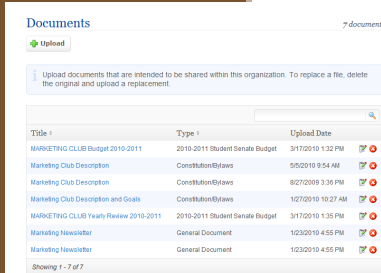 Documents
7 document
Upload
Upload documents that are intended to be shared within this organization. To replace a file, delete
the original and upload a replacement.
Title Type Upload Date
MARKETING CLUB Budget 2010-2011 2010-2011 Student Senate Budget 3/17/2010 1:32 PM
Marketing Club Description Constitution/Bylaws 5/5/2010 9:54 AM
Marketing Club Description Constitution/Bylaws 8/27/2009 3:36 PM
Marketing Club Description and Goals Constitution/Bylaws 1/27/2010 10:27 AM
MARKETING CLUB Yearly Review 2010-2011 2010-2011 Student Senate Budget 3/17/2010 1:35 PM
Marketing Newsletter General Document 1/23/2010 4:55 PM
Marketing Newsletter General Document 1/23/2010 4:55 PM
Showing 1 - 7 of 7